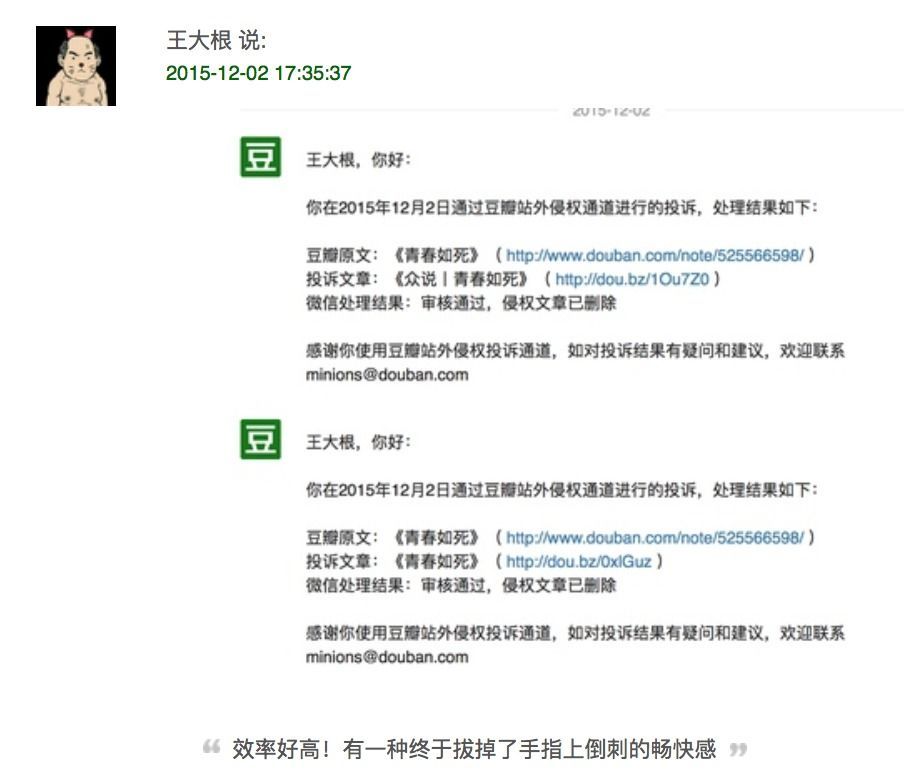 王大根 说:
2015-12-02 17:35:37
2015-12-02
豆
王大根，你好：
你在2015年12月2日通过豆瓣站外侵权通道进行的投诉，处理结果如下：
豆瓣原文：《青春如死》（ http://www.douban.com/note/525566598/ ）
投诉文章：《众说丨青春如死》（ http://dou.bz/1Ou7Z0 ）
微信处理结果：审核通过，侵权文章已删除
感谢你使用豆瓣站外侵权投诉通道，如对投诉结果有疑问和建议，欢迎联系
minions@douban.com
豆
王大根，你好：
你在2015年12月2日通过豆瓣站外侵权通道进行的投诉，处理结果如下：
豆瓣原文：《青春如死》（ http://www.douban.com/note/525566598/ ）
投诉文章：《青春如死》（ http://dou.bz/0xlGuz ）
微信处理结果：审核通过，侵权文章已删除
感谢你使用豆瓣站外侵权投诉通道，如对投诉结果有疑问和建议，欢迎联系
minions@douban.com
“ 效率好高！有一种终于拔掉了手指上倒刺的畅快感 ”